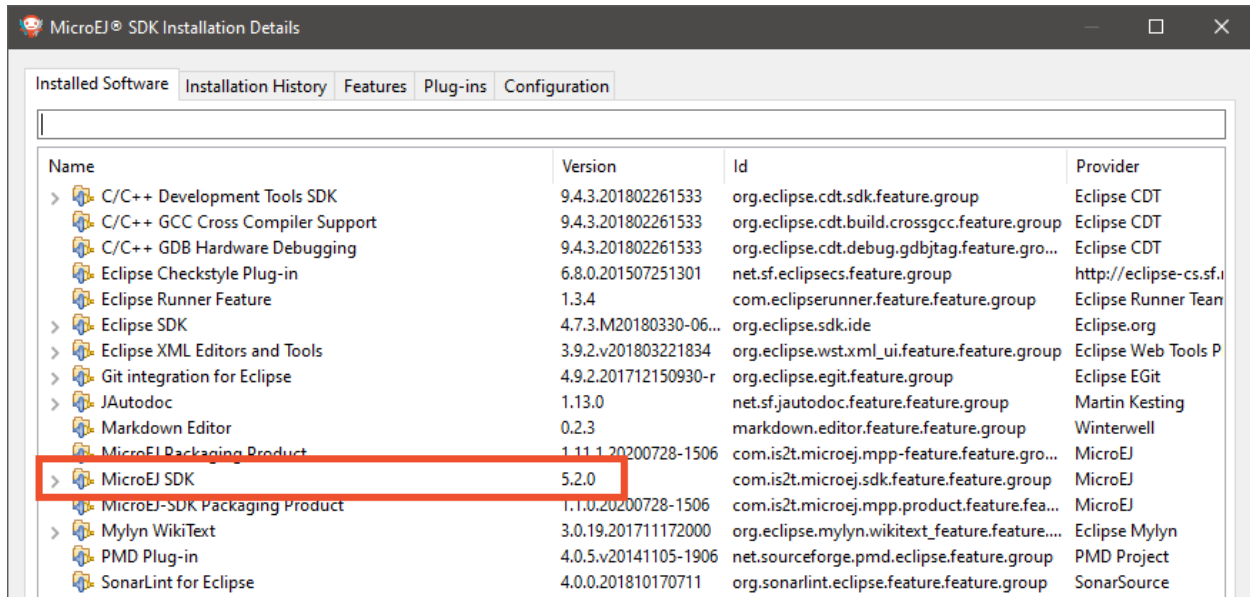 MicroEJ® SDK Installation Details
Installed Software Installation History Features Plug-ins Configuration
Name Version Id Provider
C/C++ Development Tools SDK 9.4.3.201802261533 org.eclipse.cdt.sdk.feature.group Eclipse CDT
C/C++ GCC Cross Compiler Support 9.4.3.201802261533 org.eclipse.cdt.build.crossgcc.feature.group Eclipse CDT
C/C++ GDB Hardware Debugging 9.4.3.201802261533 org.eclipse.cdt.debug.gdbjtag.feature.gro... Eclipse CDT
Eclipse Checkstyle Plug-in 6.8.0.201507251301 net.sf.eclipsecs.feature.group http://eclipse-cs.sf.
Eclipse Runner Feature 1.3.4 com.eclipserunner.feature.feature.group Eclipse Runner Team
Eclipse SDK 4.7.3.M20180330-06... org.eclipse.sdk.ide Eclipse.org
Eclipse XML Editors and Tools 3.9.2.v201803221834 org.eclipse.wst.xml_ui.feature.feature.group Eclipse Web Tools P
Git integration for Eclipse 4.9.2.201712150930-r org.eclipse.egit.feature.group Eclipse EGit
JAutodoc 1.13.0 net.sf.jautodoc.feature.feature.group Martin Kesting
Markdown Editor 0.2.3 markdown.editor.feature.feature.group Winterwell
MicroEJ Packaging Product 1.11.1.20200728-1506 com.is2t.microej.mpp-feature.feature.gro... MicroEJ
MicroEJ SDK 5.2.0 com.is2t.microej.sdk.feature.feature.group MicroEJ
MicroEJ-SDK Packaging Product 1.1.0.20200728-1506 com.is2t.microej.mpp.product.feature.fea... MicroEJ
Mylyn WikiText 3.0.19.201711172000 org.eclipse.mylyn.wikitext_feature.feature.... Eclipse Mylyn
PMD Plug-in 4.0.5.v20141105-1906 net.sourceforge.pmd.eclipse.feature.group PMD Project
SonarLint for Eclipse 4.0.0.201810170711 org.sonarlint.eclipse.feature.feature.group SonarSource